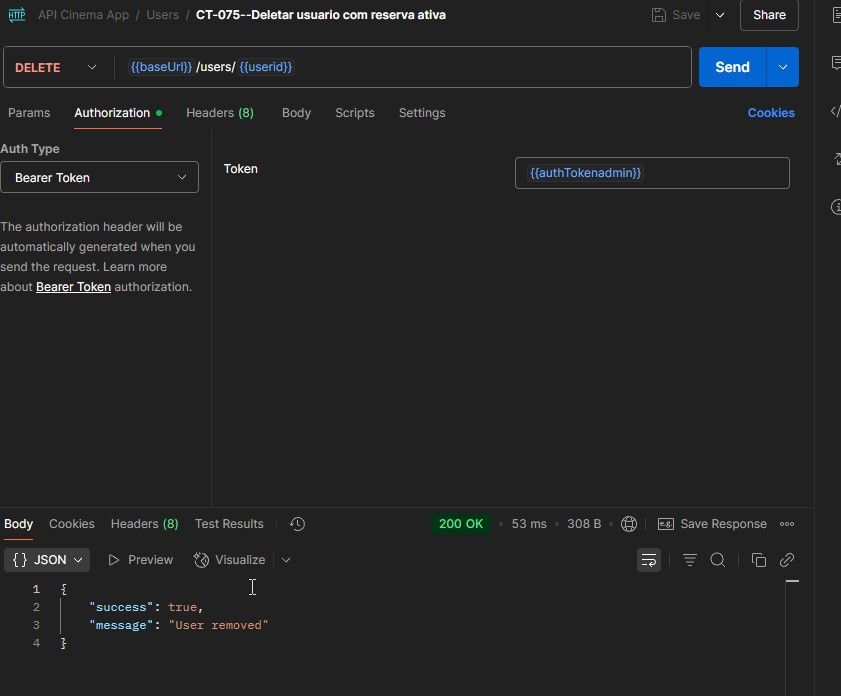 HTTP API Cinema App / Users / CT-075--Deletar usuario com reserva ativa Save Share
DELETE {{baseUrl}} /users/ {{userid}} Send
Params Authorization Headers (8) Body Scripts Settings Cookies
Auth Type
Bearer Token
Token {{authTokenadmin}}
The authorization header will be
automatically generated when you
send the request. Learn more
about Bearer Token authorization.
Body Cookies Headers (8) Test Results 200 OK 53 ms 308 B e.g. Save Response
{} JSON Preview Visualize
1 {
2 "success": true,
3 "message": "User removed"
4 }